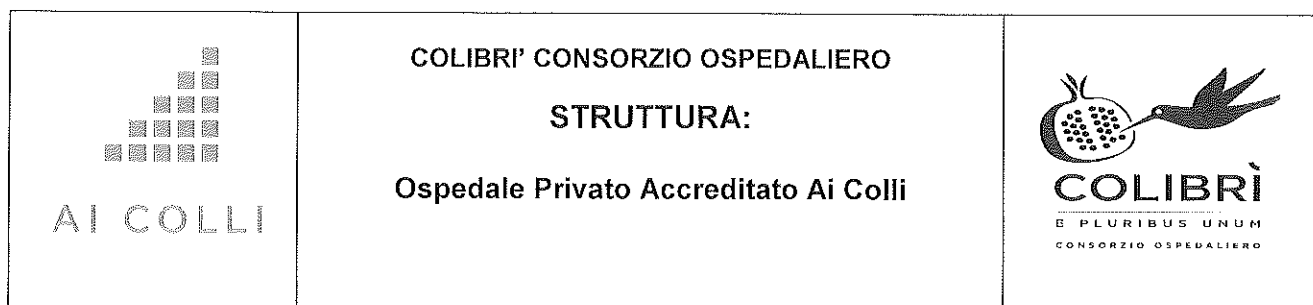 AI COLLI
COLIBRI' CONSORZIO OSPEDALIERO
STRUTTURA:
Ospedale Privato Accreditato Ai Colli
COLIBRÌ
E PLURIBUS UNUM
CONSORZIO OSPEDALIERO